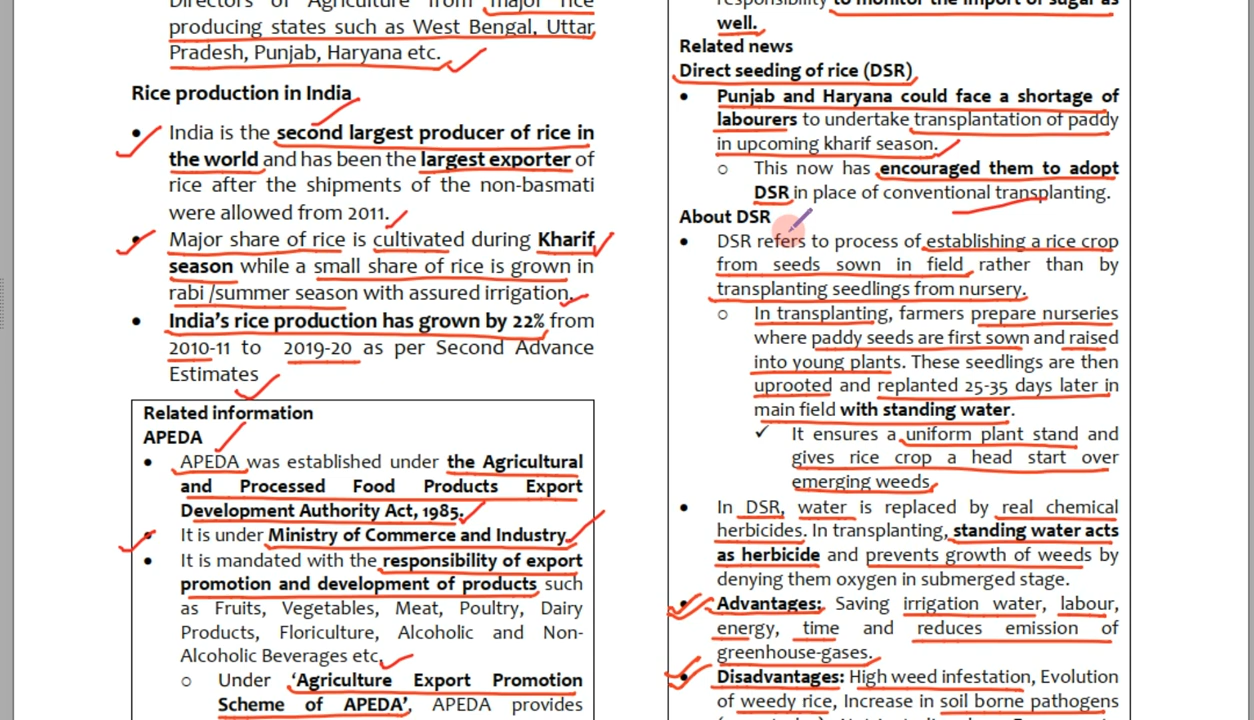 Directors of Agriculture from major rice
producing states such as West Bengal, Uttar
Pradesh, Punjab, Haryana etc.
Rice production in India
• India is the second largest producer of rice in
the world and has been the largest exporter of
rice after the shipments of the non-basmati
were allowed from 2011.
• Major share of rice is cultivated during Kharif
season while a small share of rice is grown in
rabi /summer season with assured irrigation.
• India's rice production has grown by 22% from
2010-11 to 2019-20 as per Second Advance
Estimates
Related information
APEDA
• APEDA was established under the Agricultural
and Processed Food Products Export
Development Authority Act, 1985.
• It is under Ministry of Commerce and Industry
• It is mandated with the responsibility of export
promotion and development of products such
as Fruits, Vegetables, Meat, Poultry, Dairy
Products, Floriculture, Alcoholic and Non-
Alcoholic Beverages etc.
o Under 'Agriculture Export Promotion
Scheme of APEDA', APEDA provides
responsibility to monitor the import of sugar as
well.
Related news
Direct seeding of rice (DSR)
• Punjab and Haryana could face a shortage of
labourers to undertake transplantation of paddy
in upcoming kharif season.
o This now has encouraged them to adopt
DSR in place of conventional transplanting.
About DSR
• DSR refers to process of establishing a rice crop
from seeds sown in field rather than by
transplanting seedlings from nursery.
o In transplanting, farmers prepare nurseries
where paddy seeds are first sown and raised
into young plants. These seedlings are then
uprooted and replanted 25-35 days later in
main field with standing water.
✓ It ensures a uniform plant stand and
gives rice crop a head start over
emerging weeds.
• In DSR, water is replaced by real chemical
herbicides. In transplanting, standing water acts
as herbicide and prevents growth of weeds by
denying them oxygen in submerged stage.
• Advantages: Saving irrigation water, labour,
energy, time and reduces emission of
greenhouse-gases.
• Disadvantages: High weed infestation, Evolution
of weedy rice, Increase in soil borne pathogens